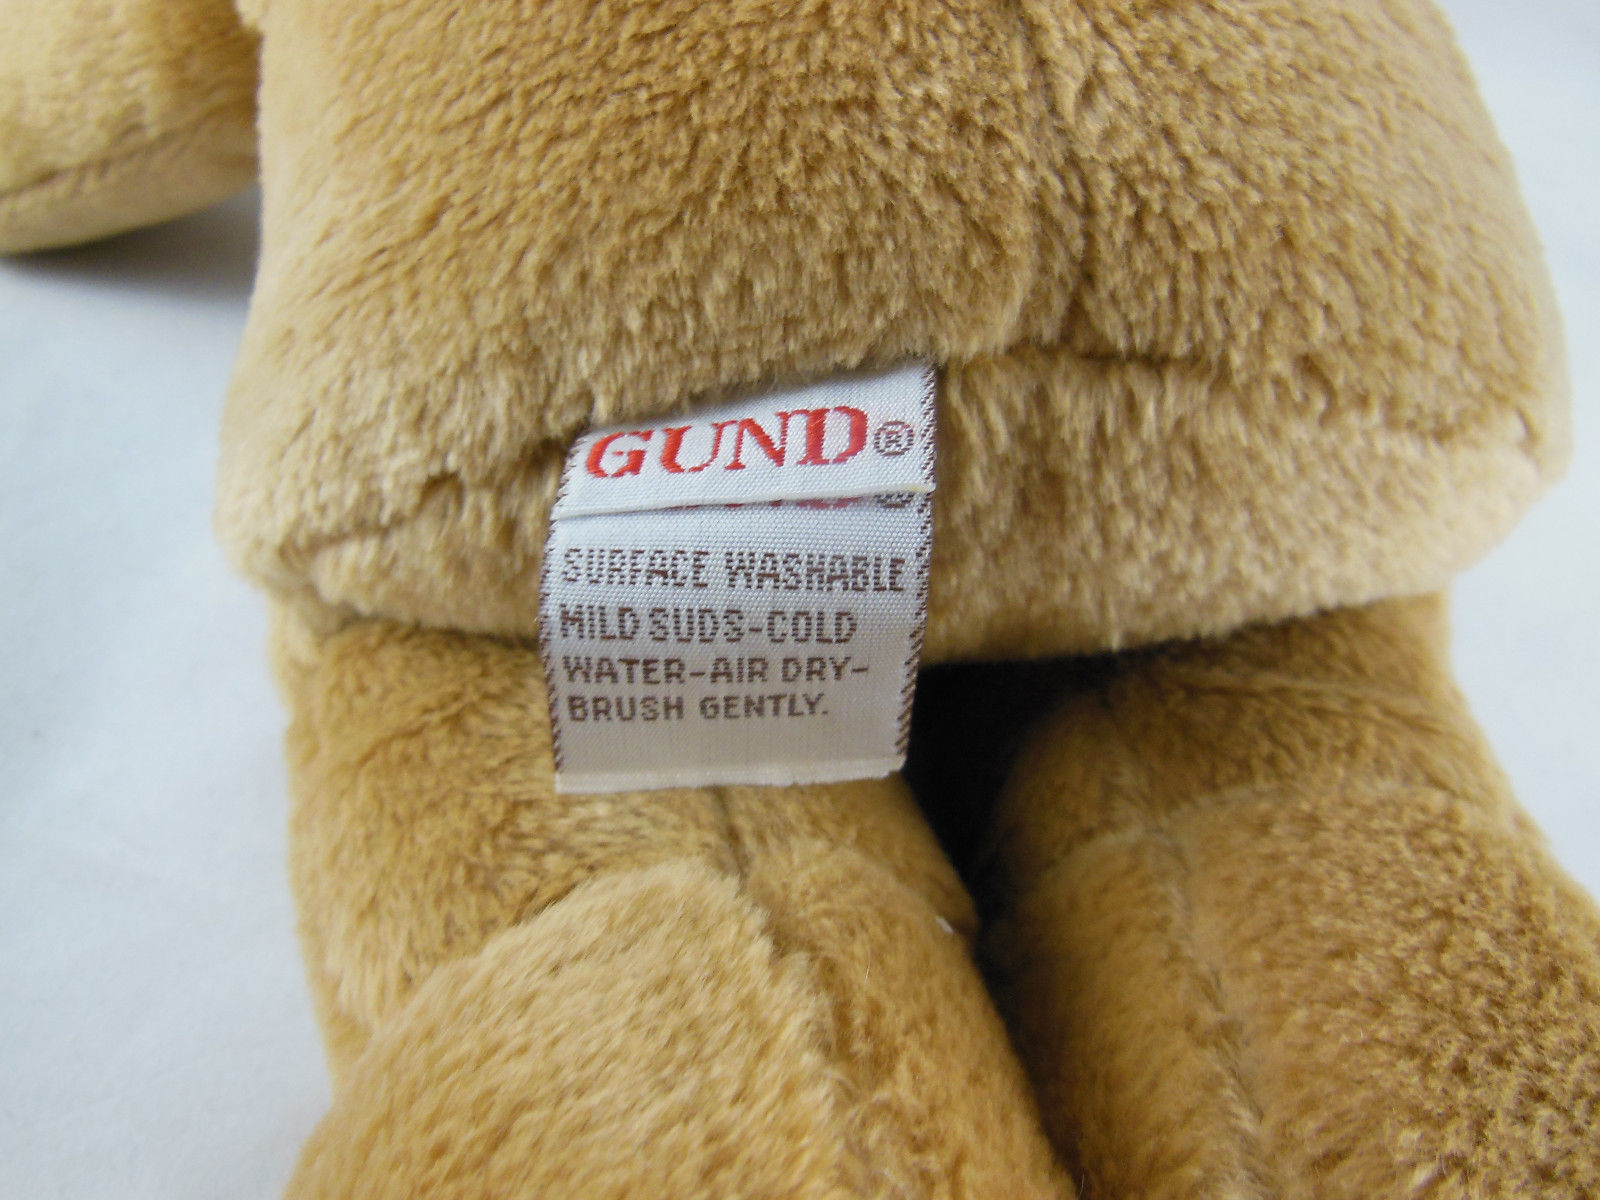 GUND®
SURFACE WASHABLE
MILD SUDS-COLD
WATER-AIR DRY-
BRUSH GENTLY.